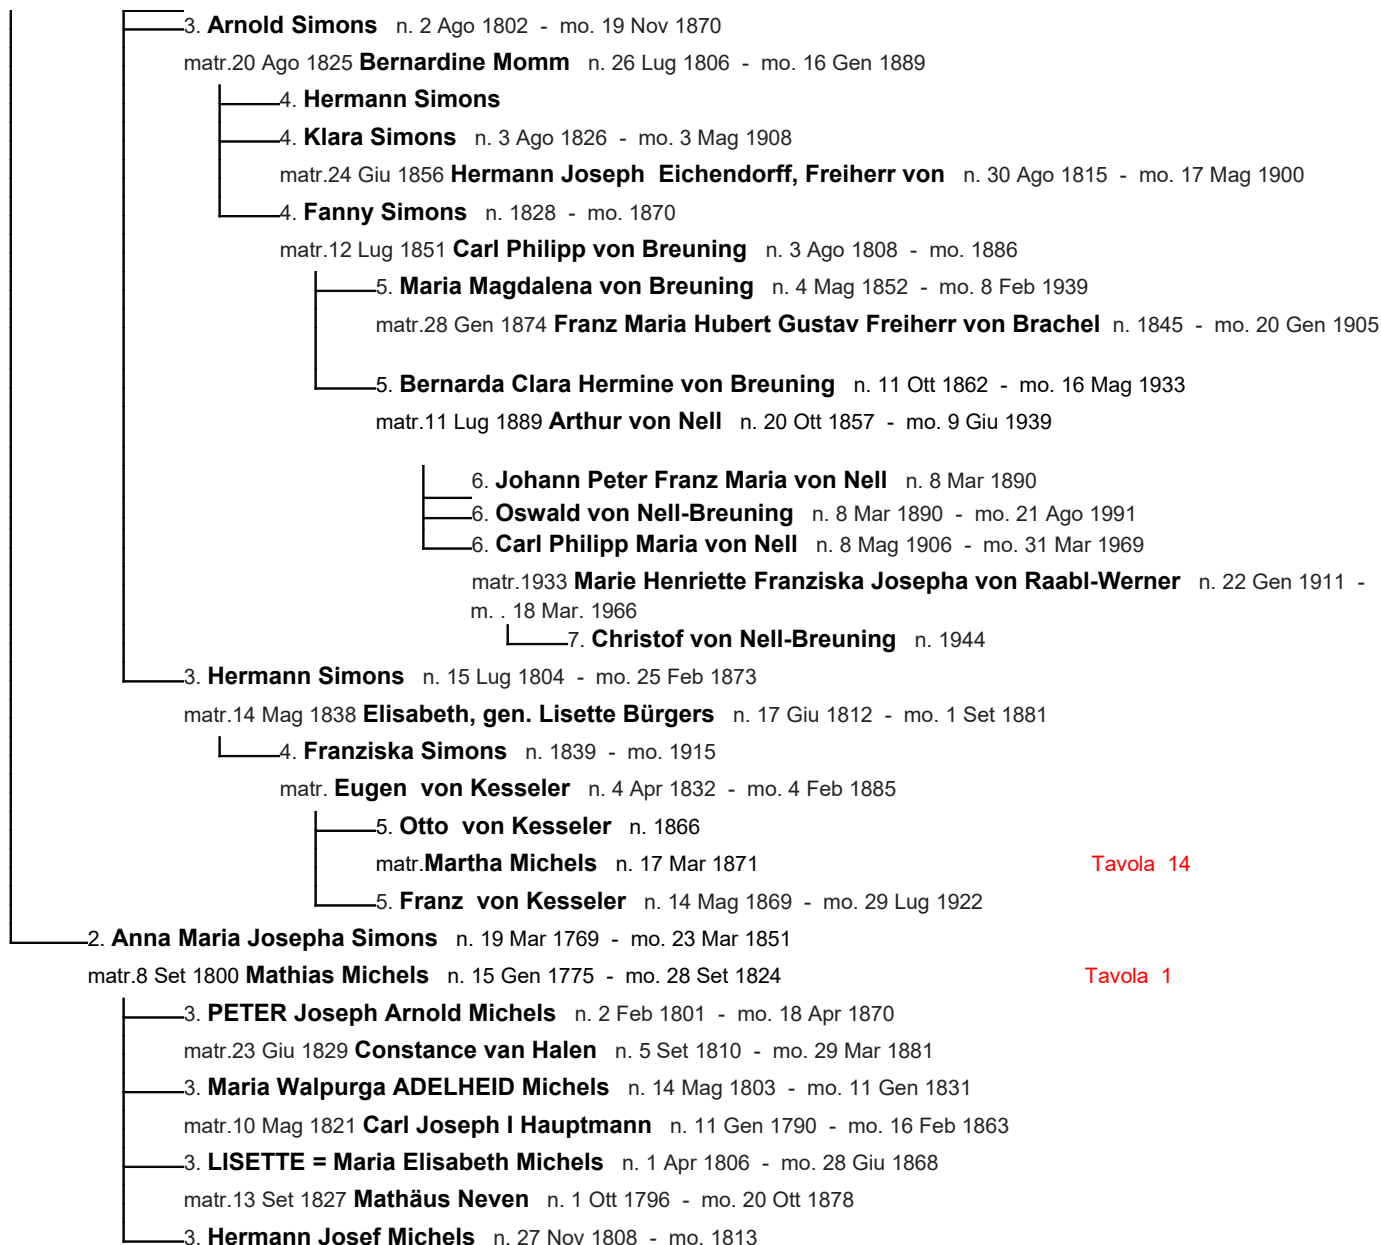 3. Arnold Simons n. 2 Ago 1802 - mo. 19 Nov 1870
matr.20 Ago 1825 Bernardine Momm n. 26 Lug 1806 - mo. 16 Gen 1889
4. Hermann Simons
4. Klara Simons n. 3 Ago 1826 - mo. 3 Mag 1908
matr.24 Giu 1856 Hermann Joseph Eichendorff, Freiherr von n. 30 Ago 1815 - mo. 17 Mag 1900
4. Fanny Simons n. 1828 - mo. 1870
matr.12 Lug 1851 Carl Philipp von Breuning n. 3 Ago 1808 - mo. 1886
5. Maria Magdalena von Breuning n. 4 Mag 1852 - mo. 8 Feb 1939
matr.28 Gen 1874 Franz Maria Hubert Gustav Freiherr von Brachel n. 1845 - mo. 20 Gen 1905
5. Bernarda Clara Hermine von Breuning n. 11 Ott 1862 - mo. 16 Mag 1933
matr.11 Lug 1889 Arthur von Nell n. 20 Ott 1857 - mo. 9 Giu 1939
6. Johann Peter Franz Maria von Nell n. 8 Mar 1890
6. Oswald von Nell-Breuning n. 8 Mar 1890 - mo. 21 Ago 1991
6. Carl Philipp Maria von Nell n. 8 Mag 1906 - mo. 31 Mar 1969
matr.1933 Marie Henriette Franziska Josepha von Raabl-Werner n. 22 Gen 1911 -
m. . 18 Mar. 1966
7. Christof von Nell-Breuning n. 1944
3. Hermann Simons n. 15 Lug 1804 - mo. 25 Feb 1873
matr.14 Mag 1838 Elisabeth, gen. Lisette Bürgers n. 17 Giu 1812 - mo. 1 Set 1881
4. Franziska Simons n. 1839 - mo. 1915
matr. Eugen von Kesseler n. 4 Apr 1832 - mo. 4 Feb 1885
5. Otto von Kesseler n. 1866
matr.Martha Michels n. 17 Mar 1871 Tavola 14
5. Franz von Kesseler n. 14 Mag 1869 - mo. 29 Lug 1922
2. Anna Maria Josepha Simons n. 19 Mar 1769 - mo. 23 Mar 1851
matr.8 Set 1800 Mathias Michels n. 15 Gen 1775 - mo. 28 Set 1824 Tavola 1
3. PETER Joseph Arnold Michels n. 2 Feb 1801 - mo. 18 Apr 1870
matr.23 Giu 1829 Constance van Halen n. 5 Set 1810 - mo. 29 Mar 1881
3. Maria Walpurga ADELHEID Michels n. 14 Mag 1803 - mo. 11 Gen 1831
matr.10 Mag 1821 Carl Joseph I Hauptmann n. 11 Gen 1790 - mo. 16 Feb 1863
3. LISETTE = Maria Elisabeth Michels n. 1 Apr 1806 - mo. 28 Giu 1868
matr.13 Set 1827 Mathäus Neven n. 1 Ott 1796 - mo. 20 Ott 1878
3. Hermann Josef Michels n. 27 Nov 1808 - mo. 1813